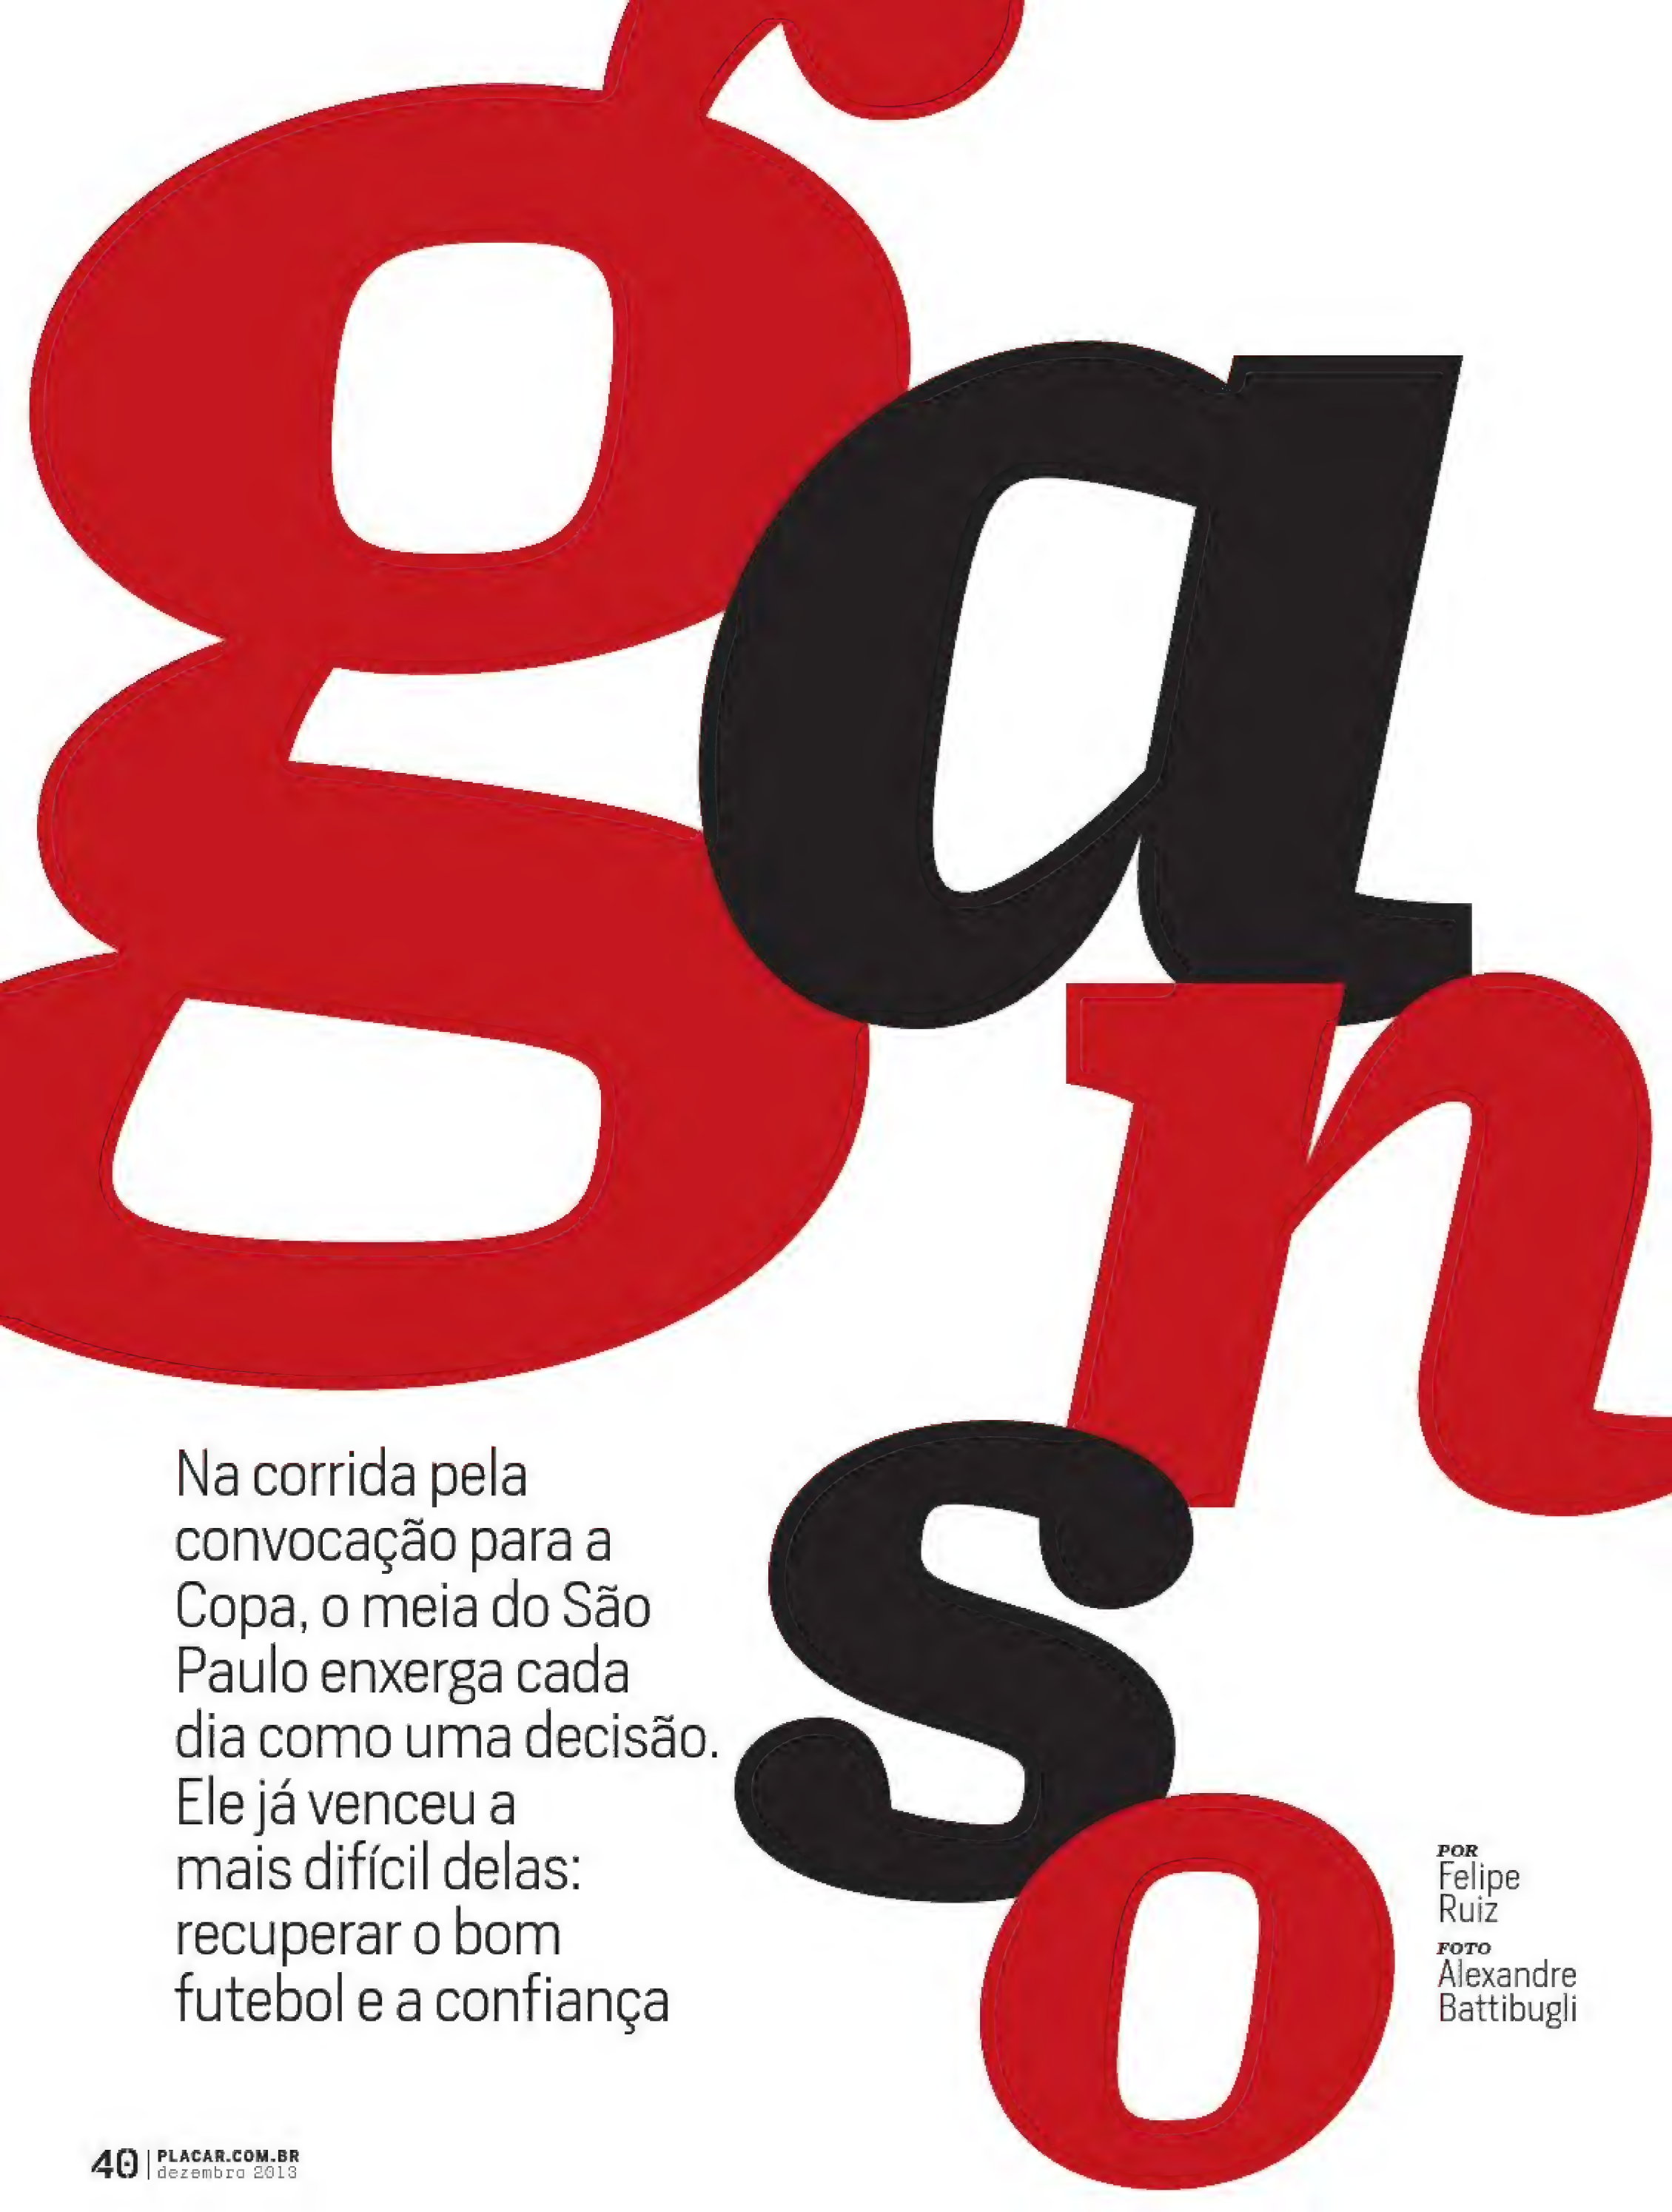 ganso
Na corrida pela
convocação para a
Copa, o meia do São
Paulo enxerga cada
dia como uma decisão.
Ele já venceu a
mais difícil delas:
recuperar o bom
futebol e a confiança
POR
Felipe
Ruiz
FOTO
Alexandre
Battibugli
40 | PLACAR.COM.BR
dezembro 2013